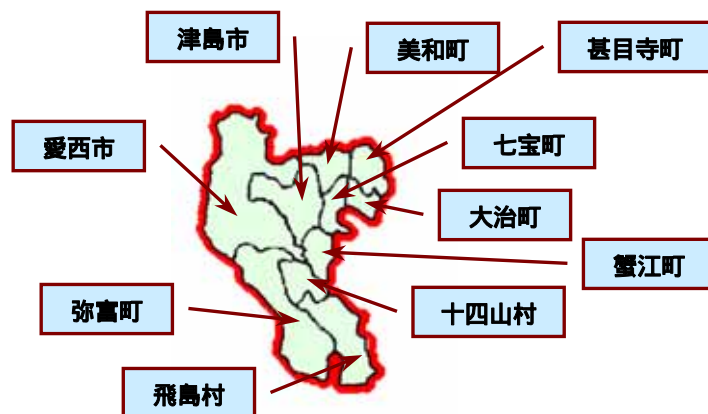 津島市
美和町
甚目寺町
愛西市
七宝町
大治町
蟹江町
弥富町
十四山村
飛島村